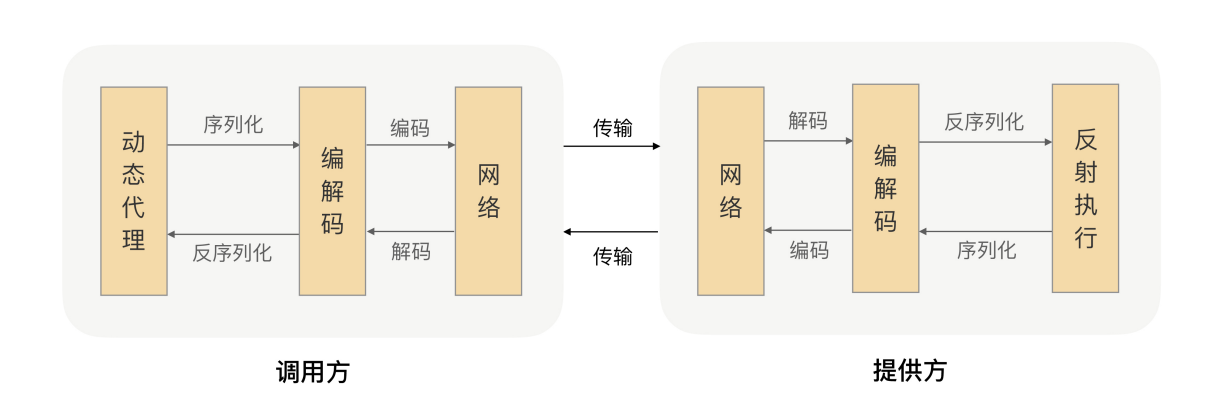 动态代理
序列化
反序列化
编解码
编码
解码
网络
传输
传输
网络
解码
编码
编解码
反序列化
序列化
反射执行
调用方
提供方